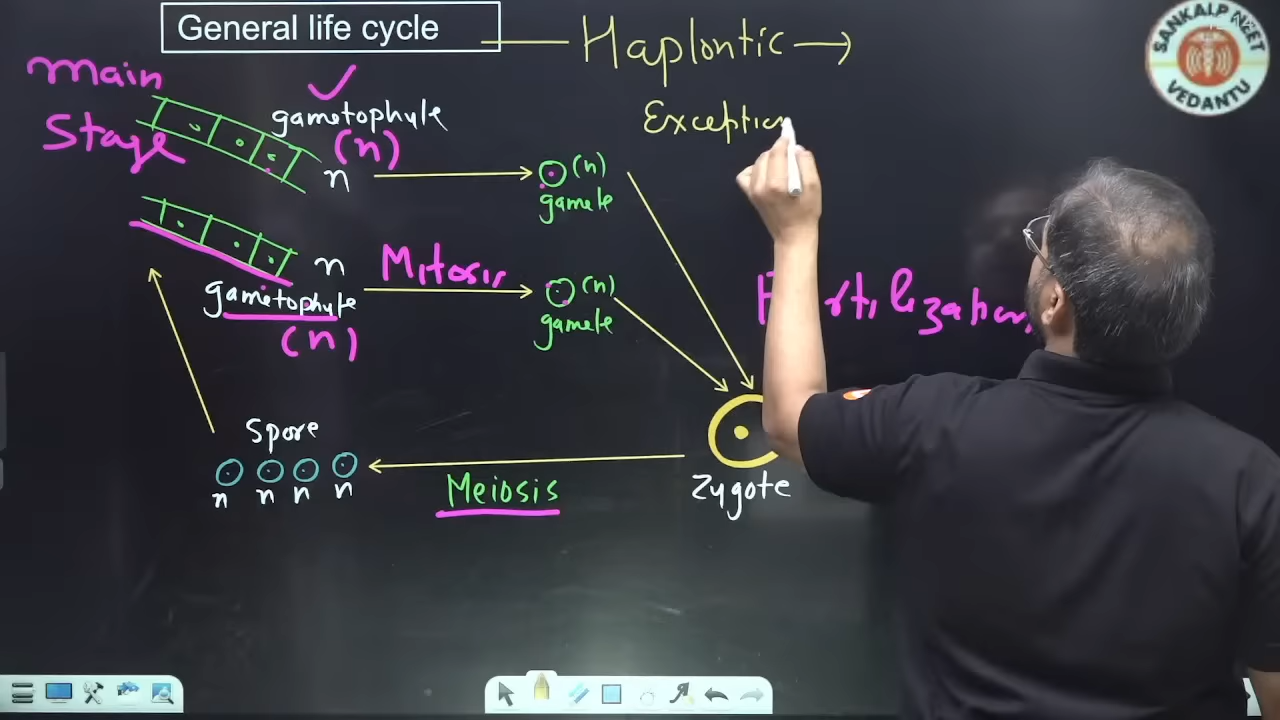 General life cycle
Haplontic
Main
Stage
gametophyte
(n)
n
(n)
gamete
Exception
n
gametophyte
(n)
Mitosis
(n)
gamete
Spore
n n n n
Meiosis
Zygote
SANKALP NEET
VEDANTU